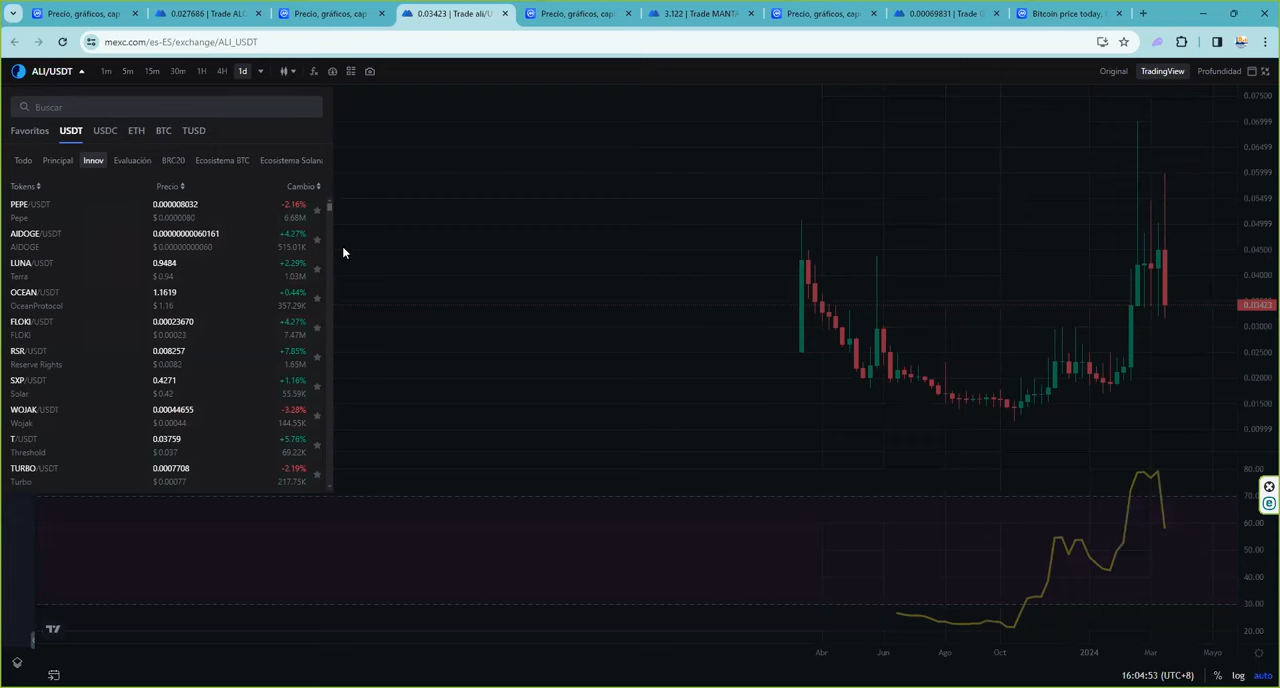 Precio, gráficos, cap
0.027686 | Trade ALC
Precio, gráficos, cap
0.03423 | Trade ali/U
Precio, gráficos, cap
3.122 | Trade MANTA
Precio, gráficos, cap
0.00069831 | Trade
Bitcoin price today,
mexc.com/es-ES/exchange/ALI_USDT
ALI/USDT 1m 5m 15m 30m 1H 4H 1d
Original TradingView Profundidad
Buscar
Favoritos USDT USDC ETH BTC TUSD
Todo Principal Innov Evaluación BRC20 Ecosistema BTC Ecosistema Solana
Tokens Precio Cambio
PEPE/USDT 0.000008032 -2.16%
Pepe $ 0.0000080 6.68M
AIDOGE/USDT 0.00000000060161 +4.27%
AIDOGE $ 0.00000000060 515.01K
LUNA/USDT 0.9484 +2.29%
Terra $ 0.94 1.03M
OCEAN/USDT 1.1619 +0.44%
OceanProtocol $ 1.16 357.29K
FLOKI/USDT 0.00023670 +4.27%
FLOKI $ 0.00023 7.47M
RSR/USDT 0.008257 +7.85%
Reserve Rights $ 0.0082 1.65M
SXP/USDT 0.4271 +1.16%
Solar $ 0.42 55.59K
WOJAK/USDT 0.00044655 -3.28%
Wojak $ 0.00044 144.55K
T/USDT 0.03759 +5.76%
Threshold $ 0.037 69.22K
TURBO/USDT 0.0007708 -2.19%
Turbo $ 0.00077 217.75K
0.07500
0.06999
0.06499
0.05999
0.05499
0.04999
0.04500
0.04000
0.03423
0.03000
0.02500
0.02000
0.01500
0.00999
80.00
70.00
60.00
50.00
40.00
30.00
20.00
Abr Jun Ago Oct 2024 Mar Mayo
16:04:53 (UTC+8) % log auto